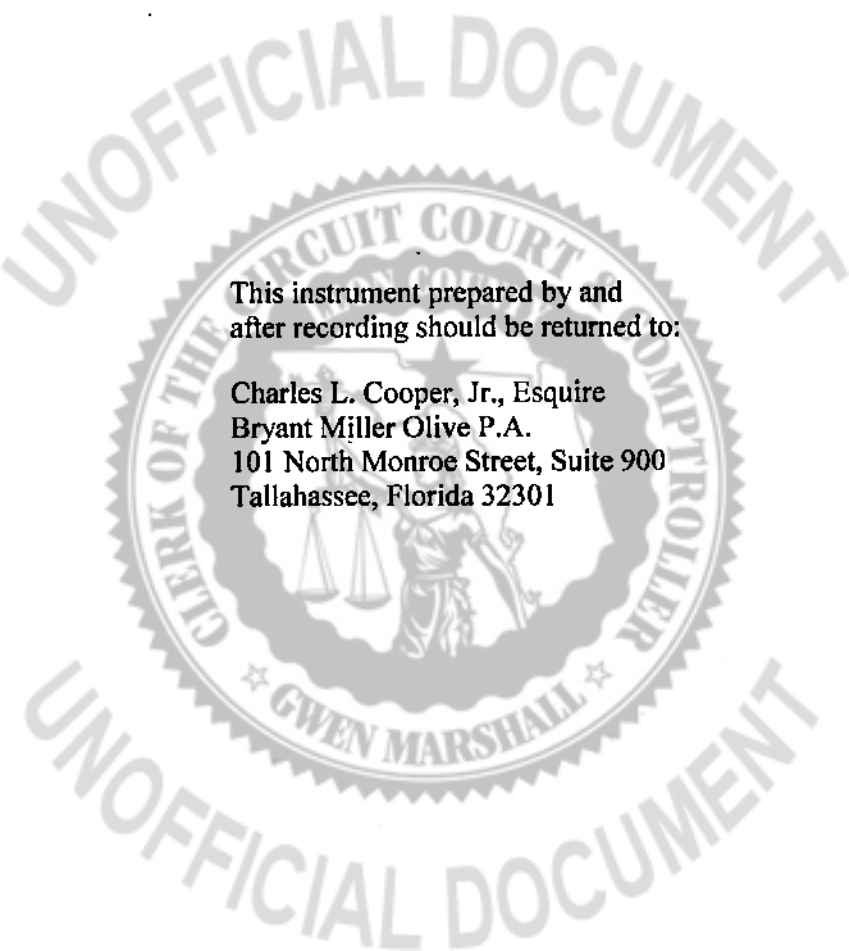 UNOFFICIAL DOCUMENT
CLERK OF THE CIRCUIT COURT & COMPTROLLER
LEON COUNTY
This instrument prepared by and
after recording should be returned to:
Charles L. Cooper, Jr., Esquire
Bryant Miller Olive P.A.
101 North Monroe Street, Suite 900
Tallahassee, Florida 32301
GWEN MARSHALL
UNOFFICIAL DOCUMENT